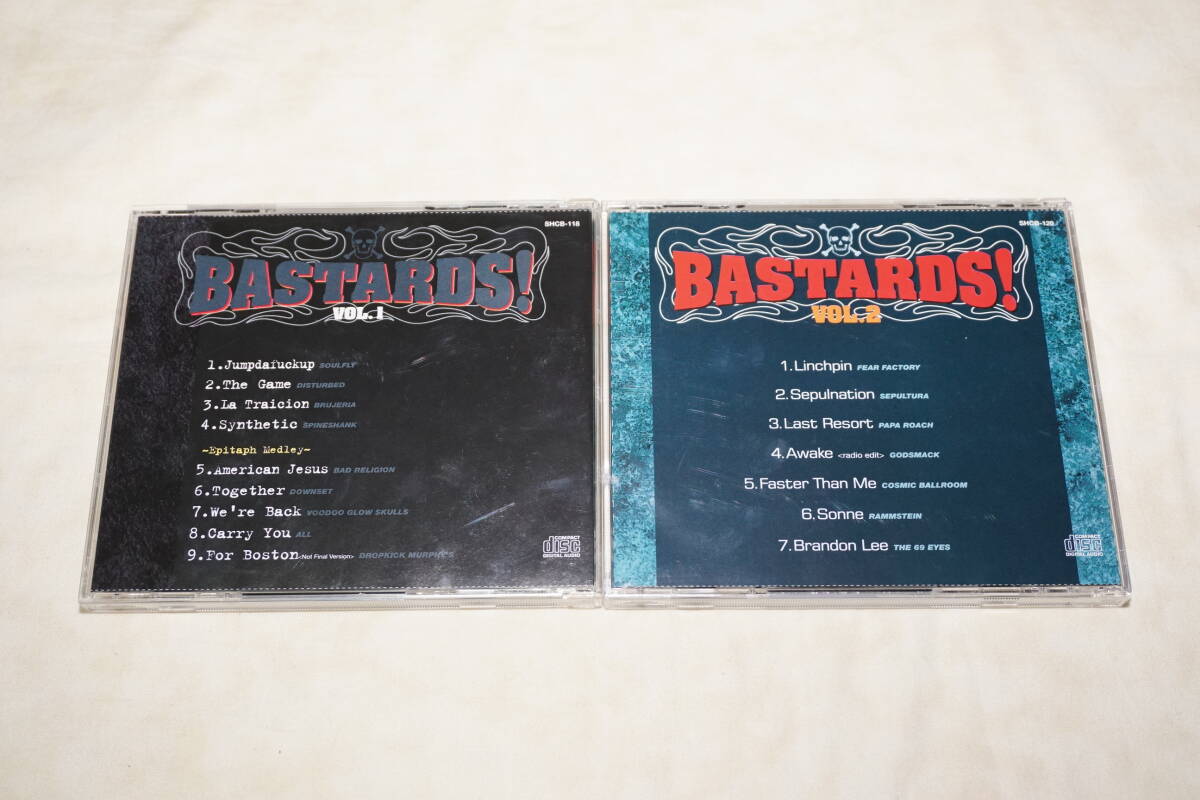 SHCB-118
BASTARDS!
VOL.1
1.Jumpdafuckup SOULFLY
2.The Game DISTURBED
3.La Traicion BRUJERIA
4.Synthetic SPINESHANK
~Epitaph Medley~
5.American Jesus BAD RELIGION
6.Together DOWNSET
7.We're Back VOODOO GLOW SKULLS
8.Carry You ALL
9.For Boston<Not Final Version> DROPKICK MURPHYS
COMPACT
disc
DIGITAL AUDIO
SHCB-120
BASTARDS!
VOL.2
1.Linchpin FEAR FACTORY
2.Sepulnation SEPULTURA
3.Last Resort PAPA ROACH
4.Awake <radio edit> GODSMACK
5.Faster Than Me COSMIC BALLROOM
6.Sonne RAMMSTEIN
7.Brandon Lee THE 69 EYES
COMPACT
disc
DIGITAL AUDIO